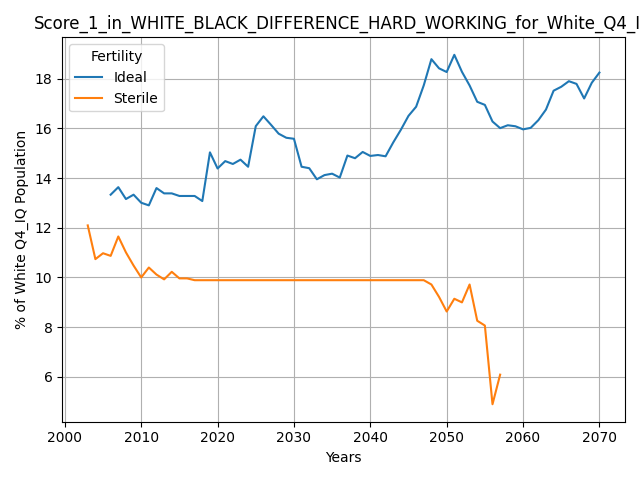 Score_1_in_WHITE_BLACK_DIFFERENCE_HARD_WORKING_for_White_Q4_I
Fertility
Ideal
Sterile
% of White Q4_IQ Population
18
16
14
12
10
8
6
2000 2010 2020 2030 2040 2050 2060 2070
Years